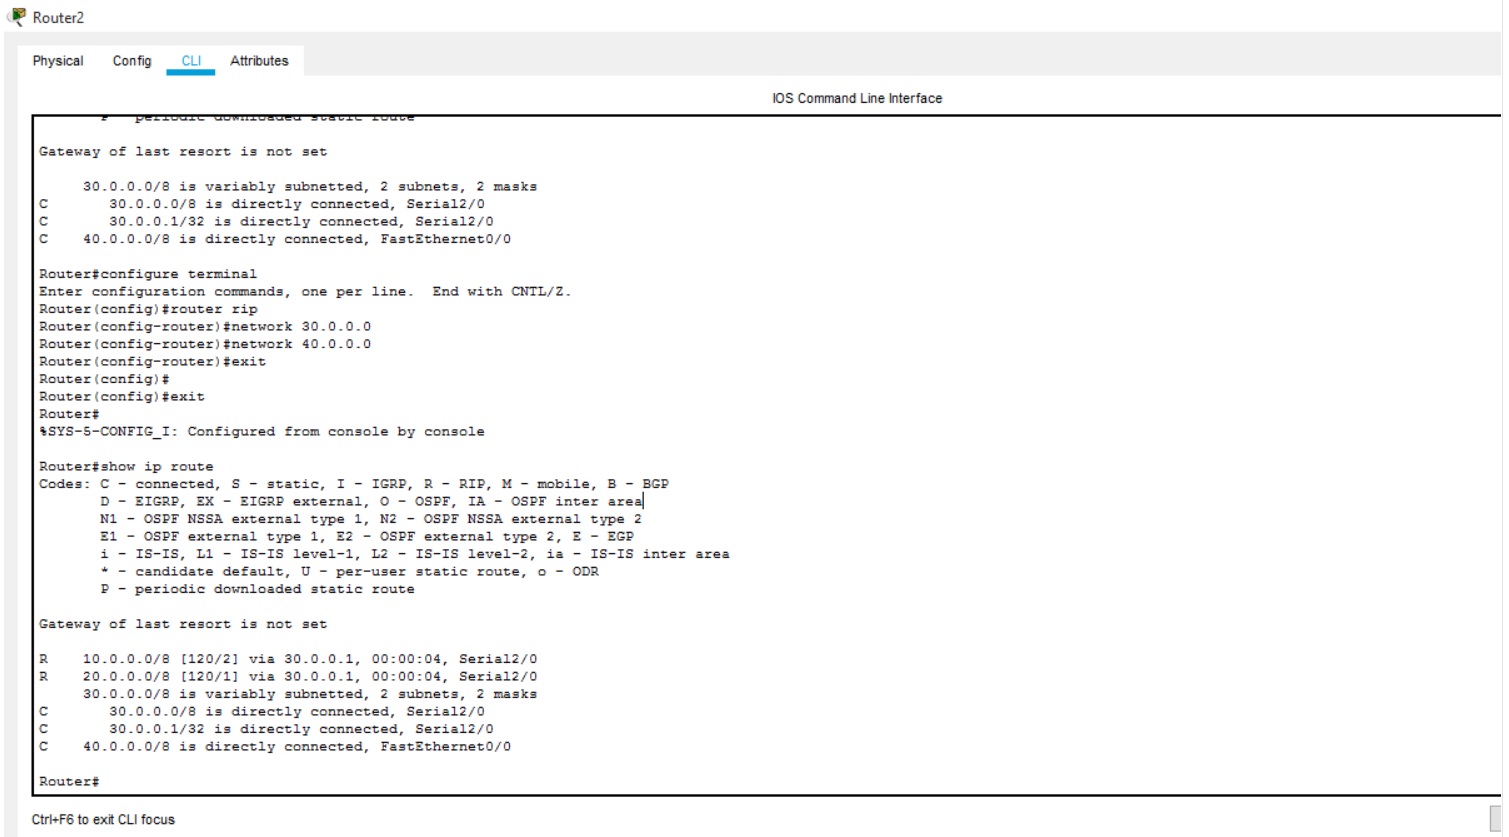 Router2
Physical Config CLI Attributes
IOS Command Line Interface
P - periodic downloaded static route
Gateway of last resort is not set
30.0.0.0/8 is variably subnetted, 2 subnets, 2 masks
C 30.0.0.0/8 is directly connected, Serial2/0
C 30.0.0.1/32 is directly connected, Serial2/0
C 40.0.0.0/8 is directly connected, FastEthernet0/0
Router#configure terminal
Enter configuration commands, one per line. End with CNTL/Z.
Router(config)#router rip
Router(config-router)#network 30.0.0.0
Router(config-router)#network 40.0.0.0
Router(config-router)#exit
Router(config)#
Router(config)#exit
Router#
%SYS-5-CONFIG_I: Configured from console by console
Router#show ip route
Codes: C - connected, S - static, I - IGRP, R - RIP, M - mobile, B - BGP
D - EIGRP, EX - EIGRP external, O - OSPF, IA - OSPF inter area
N1 - OSPF NSSA external type 1, N2 - OSPF NSSA external type 2
E1 - OSPF external type 1, E2 - OSPF external type 2, E - EGP
i - IS-IS, L1 - IS-IS level-1, L2 - IS-IS level-2, ia - IS-IS inter area
* - candidate default, U - per-user static route, o - ODR
P - periodic downloaded static route
Gateway of last resort is not set
R 10.0.0.0/8 [120/2] via 30.0.0.1, 00:00:04, Serial2/0
R 20.0.0.0/8 [120/1] via 30.0.0.1, 00:00:04, Serial2/0
30.0.0.0/8 is variably subnetted, 2 subnets, 2 masks
C 30.0.0.0/8 is directly connected, Serial2/0
C 30.0.0.1/32 is directly connected, Serial2/0
C 40.0.0.0/8 is directly connected, FastEthernet0/0
Router#
Ctrl+F6 to exit CLI focus